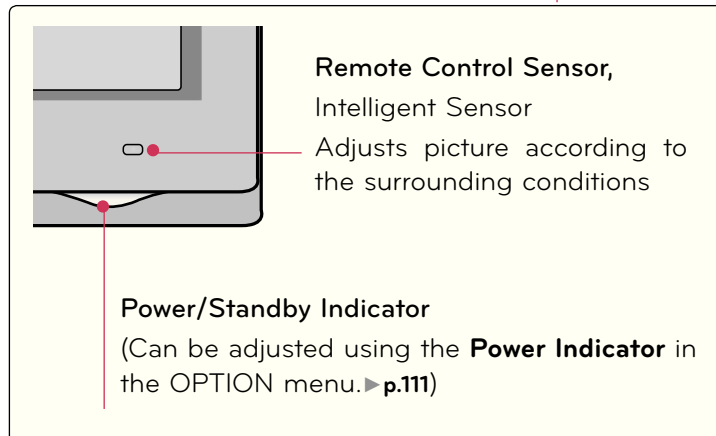 Remote Control Sensor,
Intelligent Sensor
Adjusts picture according to
the surrounding conditions
Power/Standby Indicator
(Can be adjusted using the Power Indicator in
the OPTION menu.►p.111)